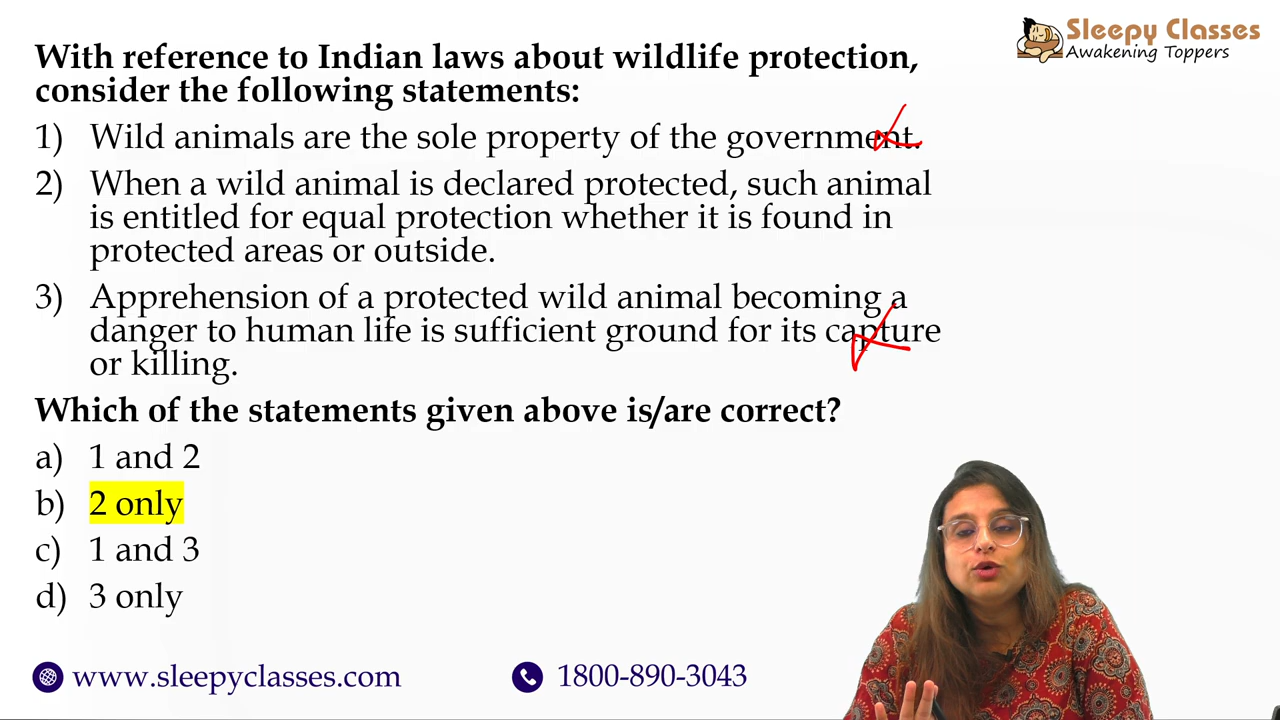 Sleepy Classes
Awakening Toppers
With reference to Indian laws about wildlife protection,
consider the following statements:
1) Wild animals are the sole property of the government.
2) When a wild animal is declared protected, such animal
is entitled for equal protection whether it is found in
protected areas or outside.
3) Apprehension of a protected wild animal becoming a
danger to human life is sufficient ground for its capture
or killing.
Which of the statements given above is/are correct?
a) 1 and 2
b) 2 only
c) 1 and 3
d) 3 only
www.sleepyclasses.com
1800-890-3043